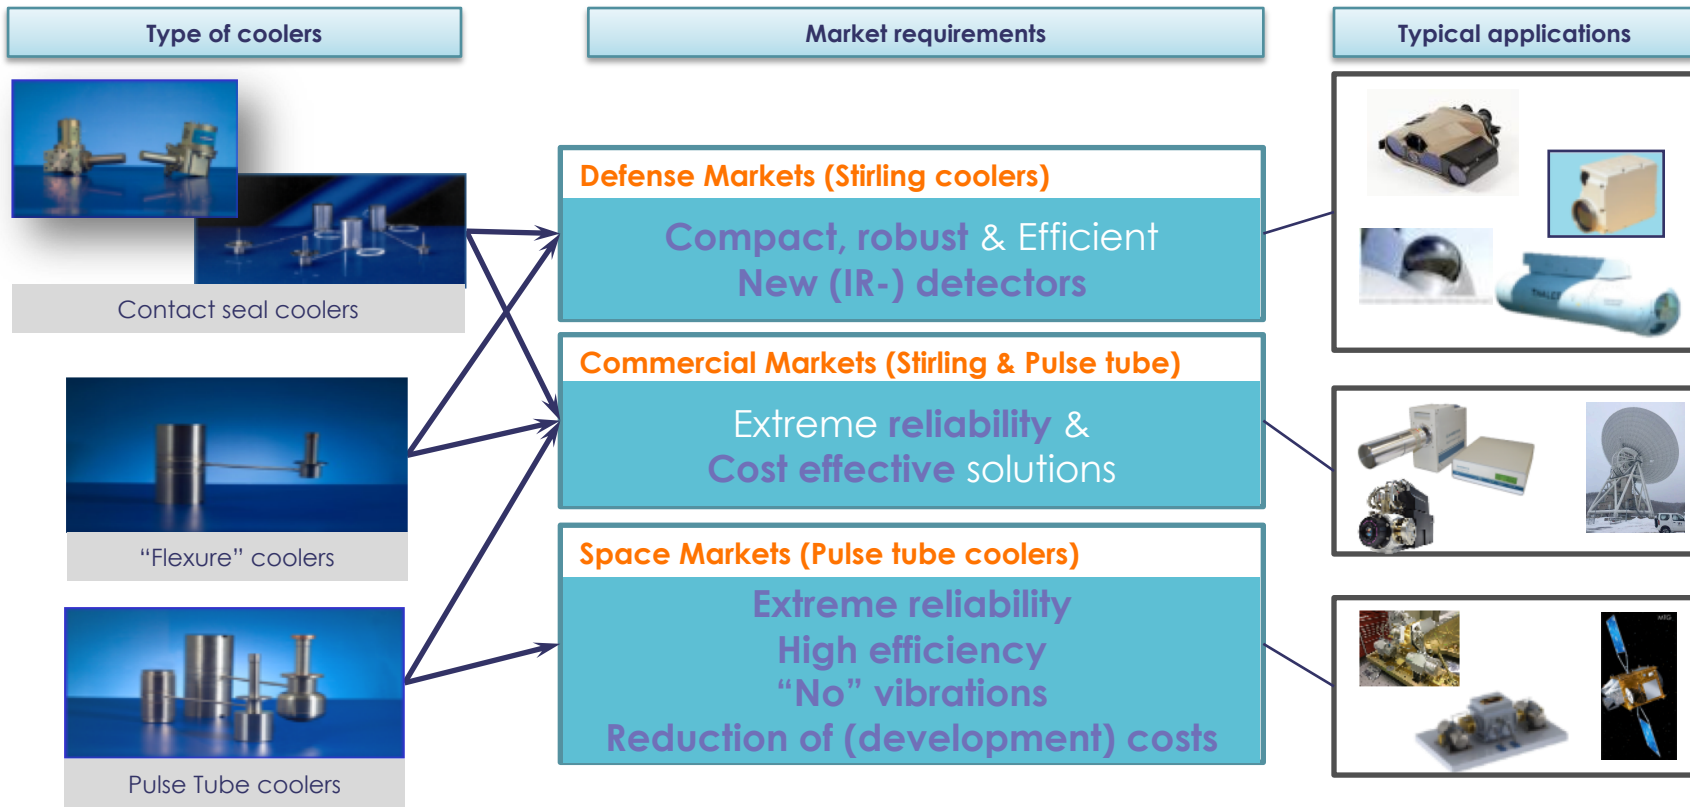 Type of coolers
Market requirements
Typical applications
Contact seal coolers
“Flexure” coolers
Pulse Tube coolers
Defense Markets (Stirling coolers)
Compact, robust & Efficient
New (IR-) detectors
Commercial Markets (Stirling & Pulse tube)
Extreme reliability &
Cost effective solutions
Space Markets (Pulse tube coolers)
Extreme reliability
High efficiency
“No” vibrations
Reduction of (development) costs
THALES
MTG